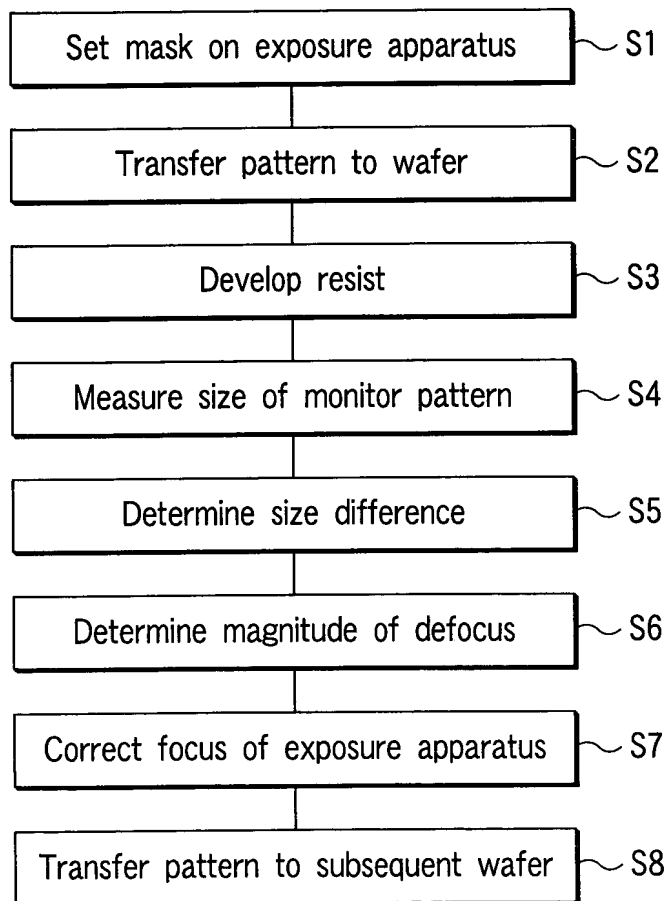 Set mask on exposure apparatus S1
Transfer pattern to wafer S2
Develop resist S3
Measure size of monitor pattern S4
Determine size difference S5
Determine magnitude of defocus S6
Correct focus of exposure apparatus S7
Transfer pattern to subsequent wafer S8